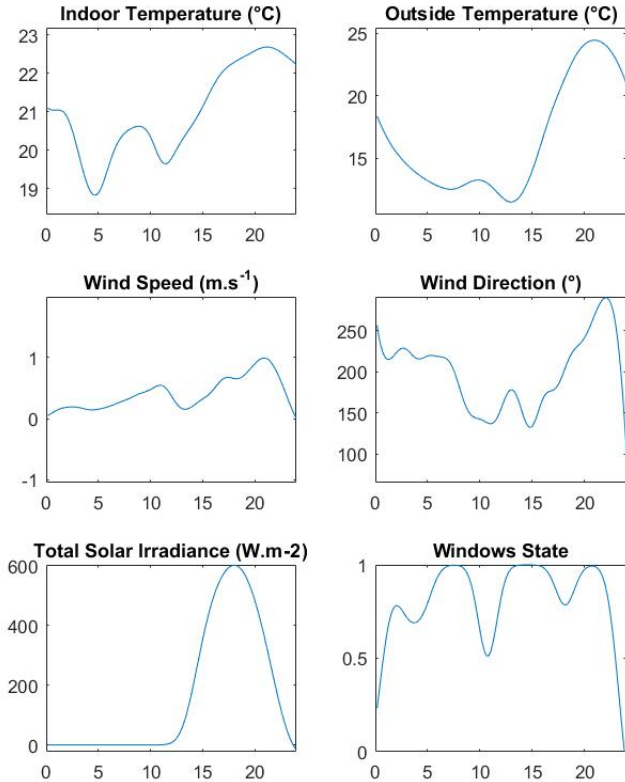 Indoor Temperature (°C)
23
22
21
20
19
0 5 10 15 20
Outside Temperature (°C)
25
20
15
0 5 10 15 20
Wind Speed (m.s⁻¹)
1
0
-1
0 5 10 15 20
Wind Direction (°)
250
200
150
100
0 5 10 15 20
Total Solar Irradiance (W.m-2)
600
400
200
0
0 5 10 15 20
Windows State
1
0.5
0
0 5 10 15 20